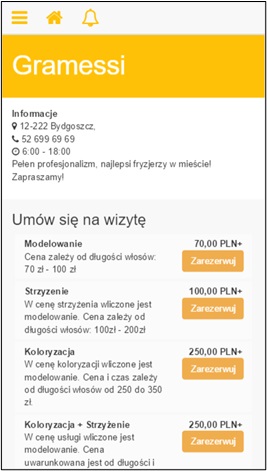 Gramessi
Informacje
12-222 Bydgoszcz,
52 699 69 69
6:00 - 18:00
Pełen profesjonalizm, najlepsi fryzjerzy w mieście!
Zapraszamy!
Umów się na wizytę
Modelowanie 70,00 PLN+
Cena zależy od długości włosów:
70 zł - 100 zł
Zarezerwuj
Strzyzenie 100,00 PLN+
W cenę strzyżenia wliczone jest
modelowanie. Cena zależy od
długości włosów: 100zł - 200zł
Zarezerwuj
Koloryzacja 250,00 PLN+
W cenę koloryzacji wliczone jest
modelowanie. Cena i czas zależy
od długości włosów od 250 do 350
zł.
Zarezerwuj
Koloryzacja + Strzyżenie 250,00 PLN+
W cenę usługi wliczone jest
modelowanie. Cena
uwarunkowana jest od długości i
Zarezerwuj